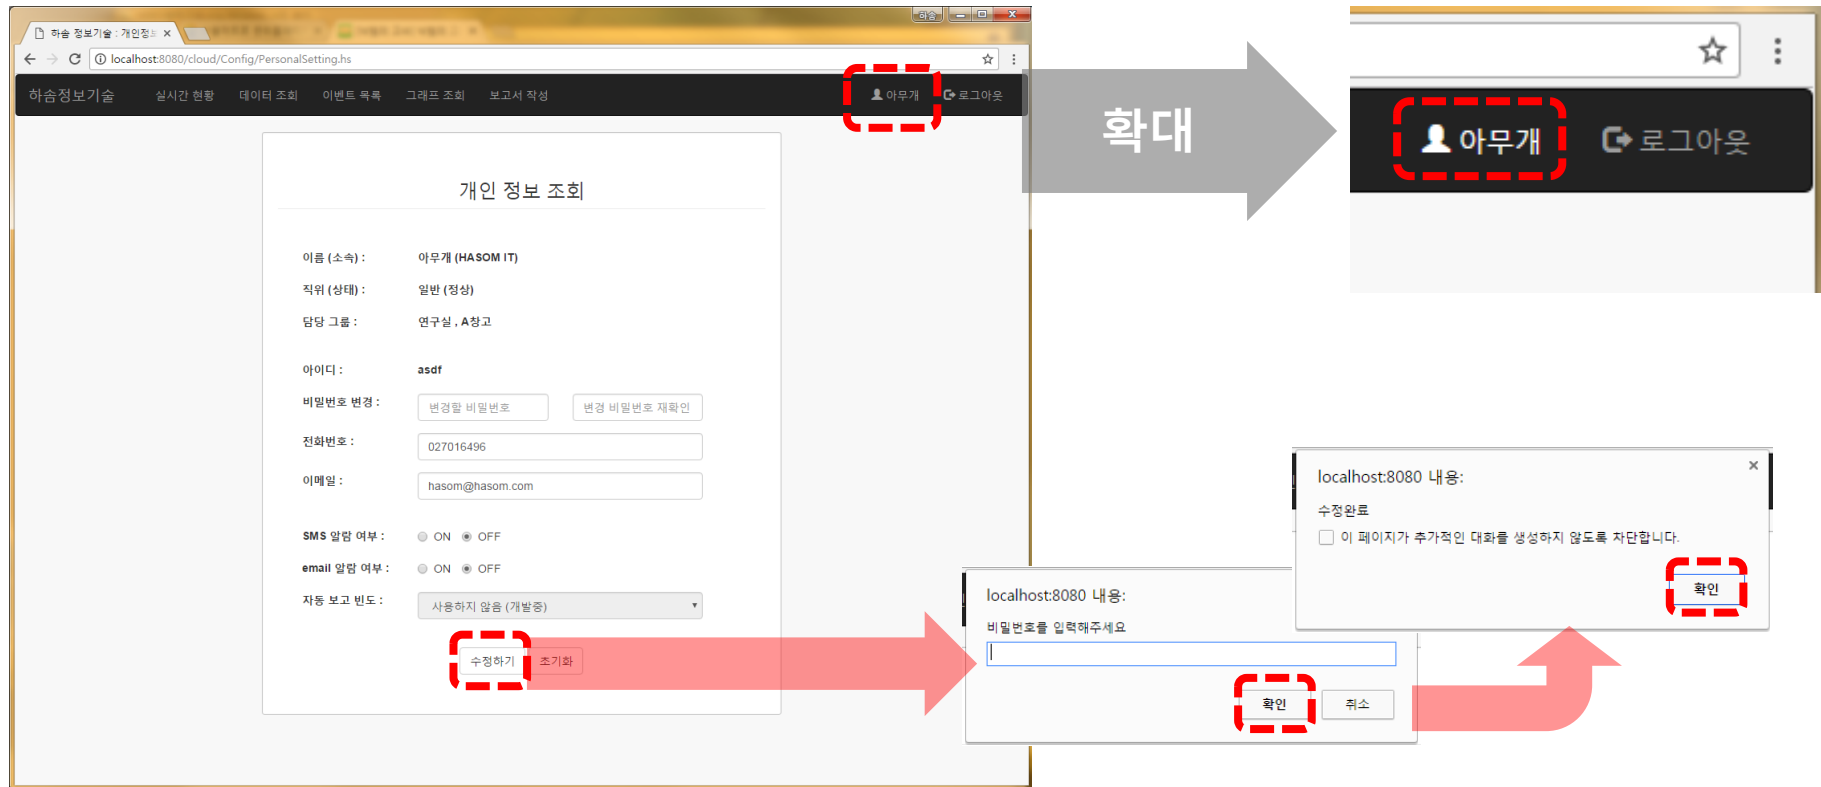 하솜
하솜 정보기술 : 개인정보
localhost:8080/cloud/Config/PersonalSetting.hs
하솜정보기술 실시간 현황 데이터 조회 이벤트 목록 그래프 조회 보고서 작성 아무개 로그아웃
개인 정보 조회
이름 (소속) : 아무개 (HASOM IT)
직위 (상태) : 일반 (정상)
담당 그룹 : 연구실 , A창고
아이디 : asdf
비밀번호 변경 : 변경할 비밀번호 변경 비밀번호 재확인
전화번호 : 027016496
이메일 : hasom@hasom.com
SMS 알람 여부 : ON OFF
email 알람 여부 : ON OFF
자동 보고 빈도 : 사용하지 않음 (개발중)
수정하기 초기화
확대
아무개 로그아웃
localhost:8080 내용:
비밀번호를 입력해주세요
확인 취소
localhost:8080 내용:
수정완료
이 페이지가 추가적인 대화를 생성하지 않도록 차단합니다.
확인